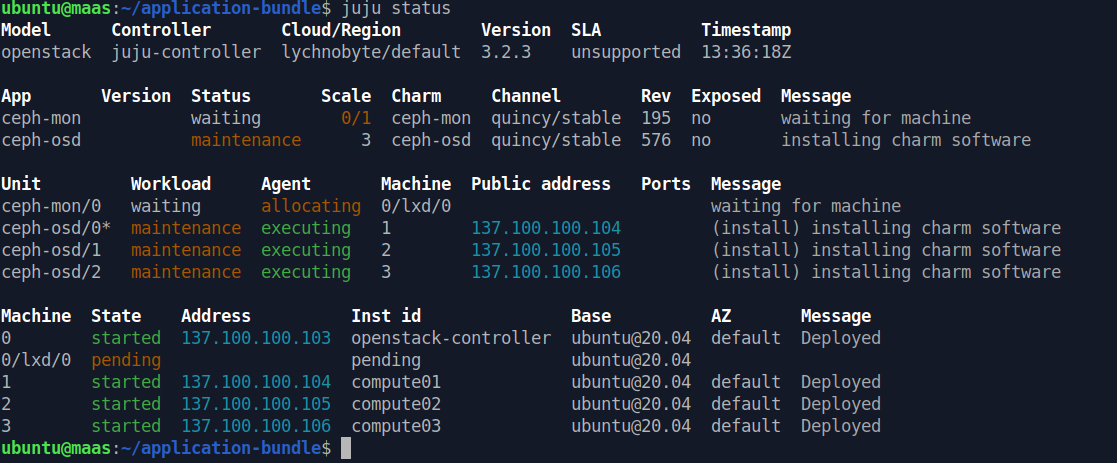 ubuntu@maas:~/application-bundle$ juju status
Model      Controller       Cloud/Region        Version  SLA          Timestamp
openstack  juju-controller  lychnobyte/default  3.2.3    unsupported  13:36:18Z
App       Version  Status       Scale  Charm     Channel        Rev  Exposed  Message
ceph-mon           waiting        0/1  ceph-mon  quincy/stable  195  no       waiting for machine
ceph-osd           maintenance      3  ceph-osd  quincy/stable  576  no       installing charm software
Unit         Workload     Agent       Machine  Public address   Ports  Message
ceph-mon/0   waiting      allocating  0/lxd/0                          waiting for machine
ceph-osd/0*  maintenance  executing   1        137.100.100.104         (install) installing charm software
ceph-osd/1   maintenance  executing   2        137.100.100.105         (install) installing charm software
ceph-osd/2   maintenance  executing   3        137.100.100.106         (install) installing charm software
Machine  State    Address          Inst id               Base          AZ       Message
0        started  137.100.100.103  openstack-controller  ubuntu@20.04  default  Deployed
0/lxd/0  pending                   pending               ubuntu@20.04
1        started  137.100.100.104  compute01             ubuntu@20.04  default  Deployed
2        started  137.100.100.105  compute02             ubuntu@20.04  default  Deployed
3        started  137.100.100.106  compute03             ubuntu@20.04  default  Deployed
ubuntu@maas:~/application-bundle$